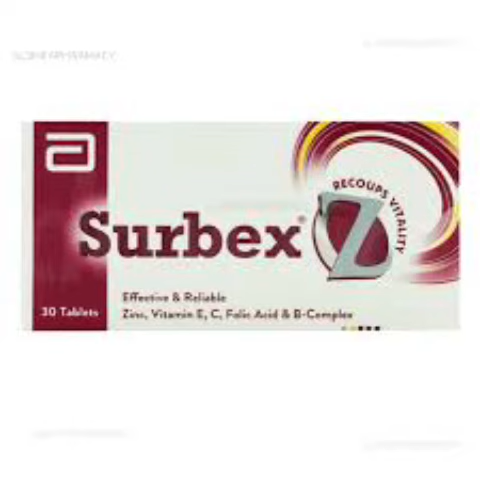 RECOUPS VITALITY
Surbex® Z
Effective & Reliable
30 Tablets
Zinc, Vitamin E, C, Folic Acid & B-Complex